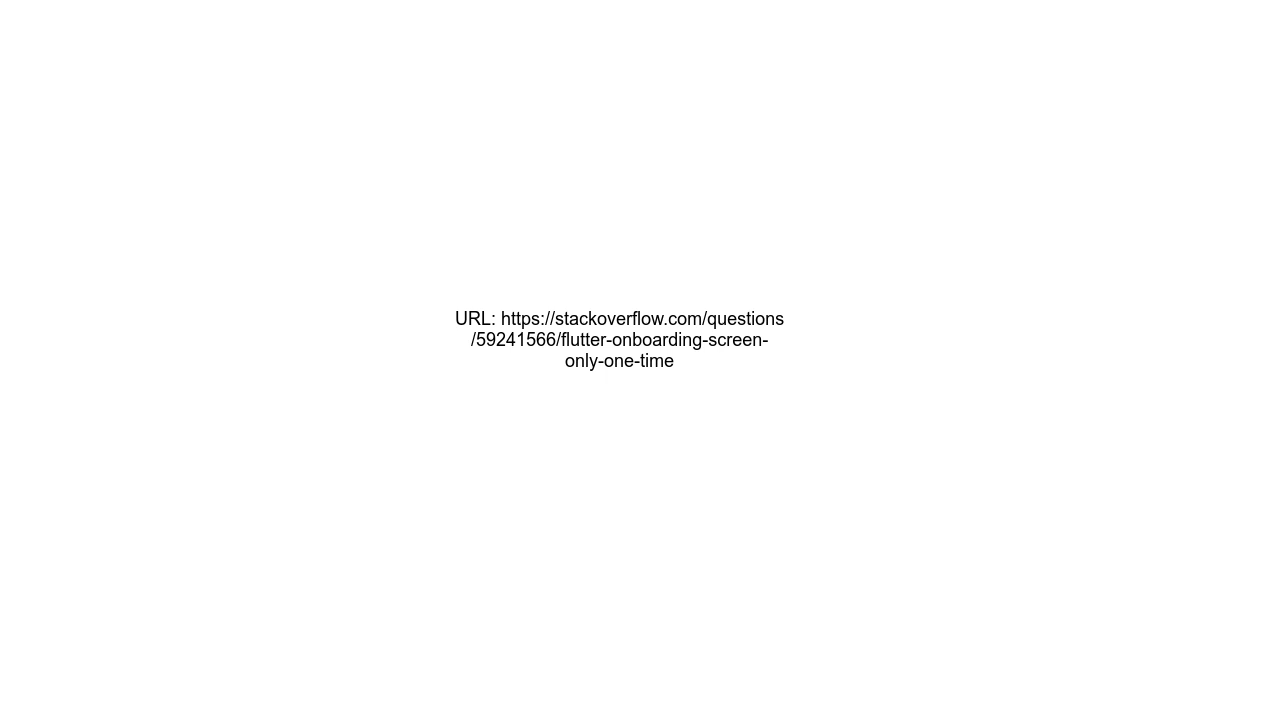 URL: https://stackoverflow.com/questions
/59241566/flutter-onboarding-screen-
only-one-time